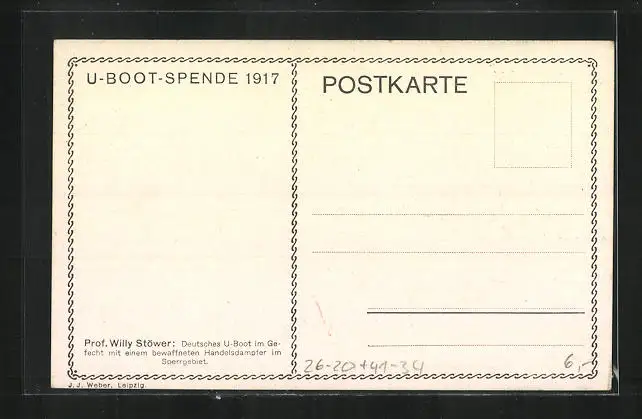 U-BOOT-SPENDE 1917
POSTKARTE
Prof. Willy Stöwer: Deutsches U-Boot im Ge-
fecht mit einem bewaffneten Handelsdampfer im
Sperrgebiet.
26-20+41-34
6,-
J. J. Weber, Leipzig.